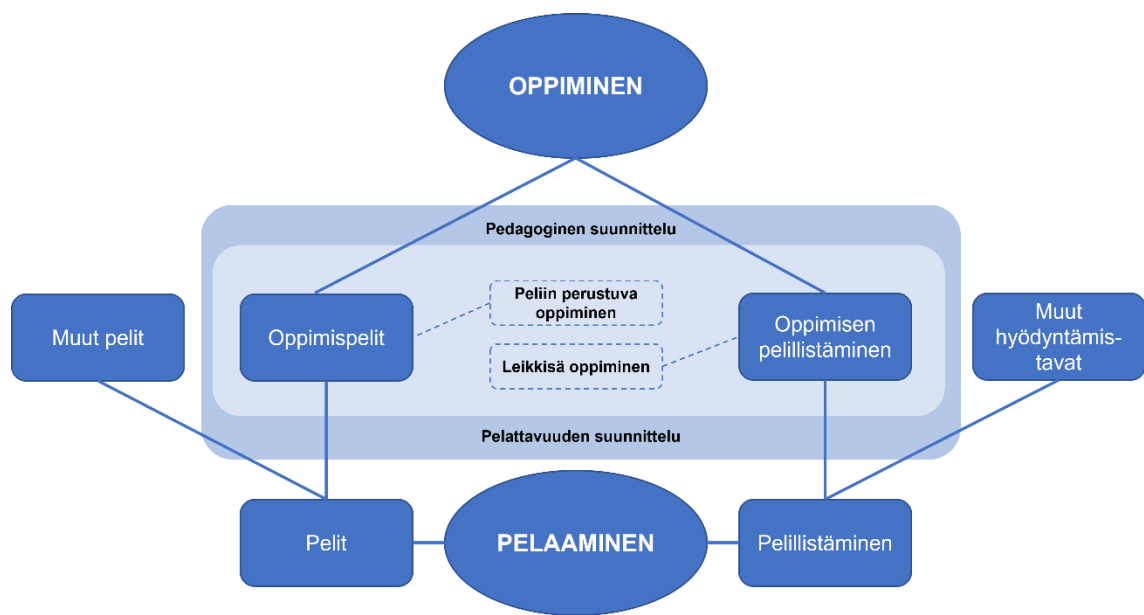 OPPIMINEN
Pedagoginen suunnittelu
Muut pelit
Oppimispelit
Peliin perustuva
oppiminen
Leikkisä oppiminen
Oppimisen
pelillistäminen
Muut
hyödyntämis-
tavat
Pelattavuuden suunnittelu
Pelit
PELAAMINEN
Pelillistäminen